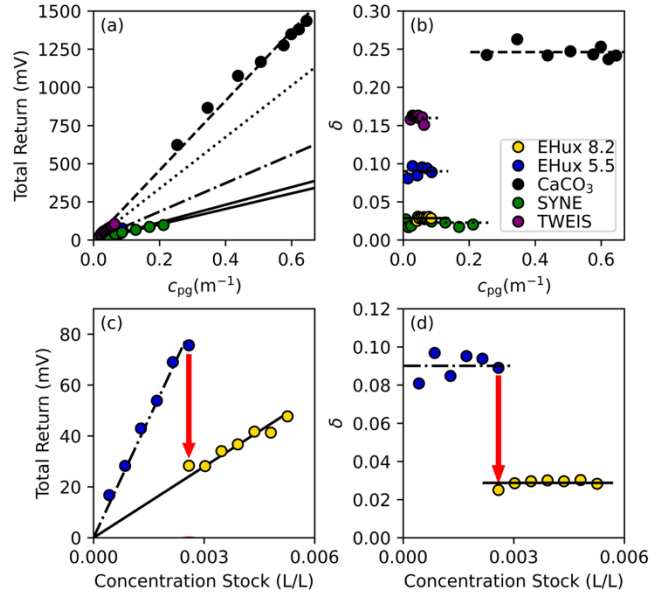 (a)
Total Return (mV)
1500
1250
1000
750
500
250
0
0.0 0.2 0.4 0.6
c_pg(m⁻¹)
(b)
δ
0.30
0.25
0.20
0.15
0.10
0.05
0.00
EHux 8.2
EHux 5.5
CaCO₃
SYNE
TWEIS
0.0 0.2 0.4 0.6
c_pg(m⁻¹)
(c)
Total Return (mV)
80
60
40
20
0
0.000 0.003 0.006
Concentration Stock (L/L)
(d)
δ
0.12
0.10
0.08
0.06
0.04
0.02
0.00
0.000 0.003 0.006
Concentration Stock (L/L)